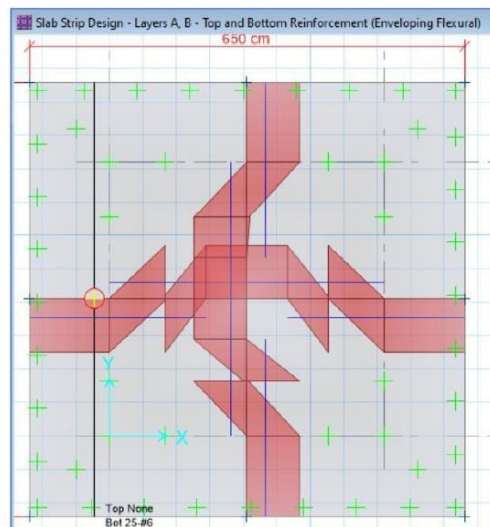 Slab Strip Design - Layers A, B - Top and Bottom Reinforcement (Enveloping Flexural)
650 cm
Y
X
Top None
Bot 25-#6